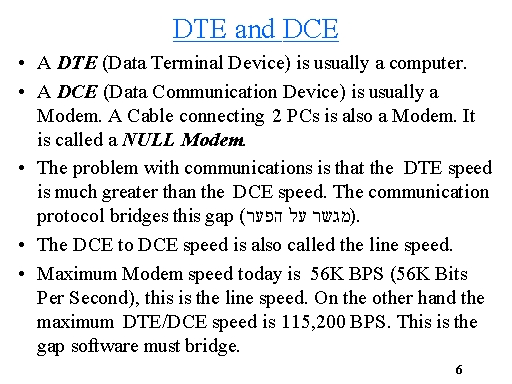 DTE and DCE
• A DTE (Data Terminal Device) is usually a computer.
• A DCE (Data Communication Device) is usually a
Modem. A Cable connecting 2 PCs is also a Modem. It
is called a NULL Modem.
• The problem with communications is that the DTE speed
is much greater than the DCE speed. The communication
protocol bridges this gap (מגשר על הפער).
• The DCE to DCE speed is also called the line speed.
• Maximum Modem speed today is 56K BPS (56K Bits
Per Second), this is the line speed. On the other hand the
maximum DTE/DCE speed is 115,200 BPS. This is the
gap software must bridge.
6